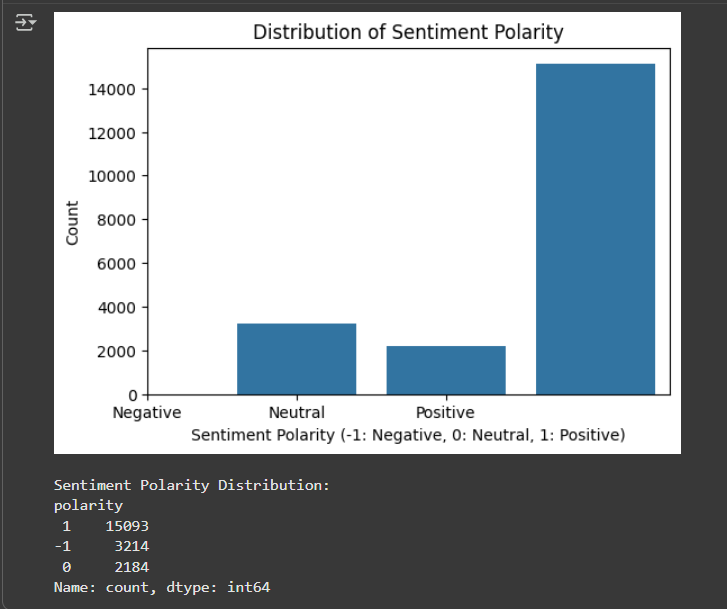 Distribution of Sentiment Polarity
14000
12000
10000
8000
6000
4000
2000
0
Count
Negative Neutral Positive
Sentiment Polarity (-1: Negative, 0: Neutral, 1: Positive)
Sentiment Polarity Distribution:
polarity
1 15093
-1 3214
0 2184
Name: count, dtype: int64